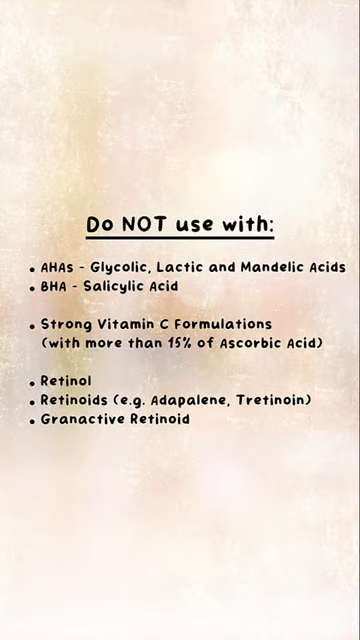 Do NOT use with:
• AHAs - Glycolic, Lactic and Mandelic Acids
• BHA - Salicylic Acid
• Strong Vitamin C Formulations
(with more than 15% of Ascorbic Acid)
• Retinol
• Retinoids (e.g. Adapalene, Tretinoin)
• Granactive Retinoid